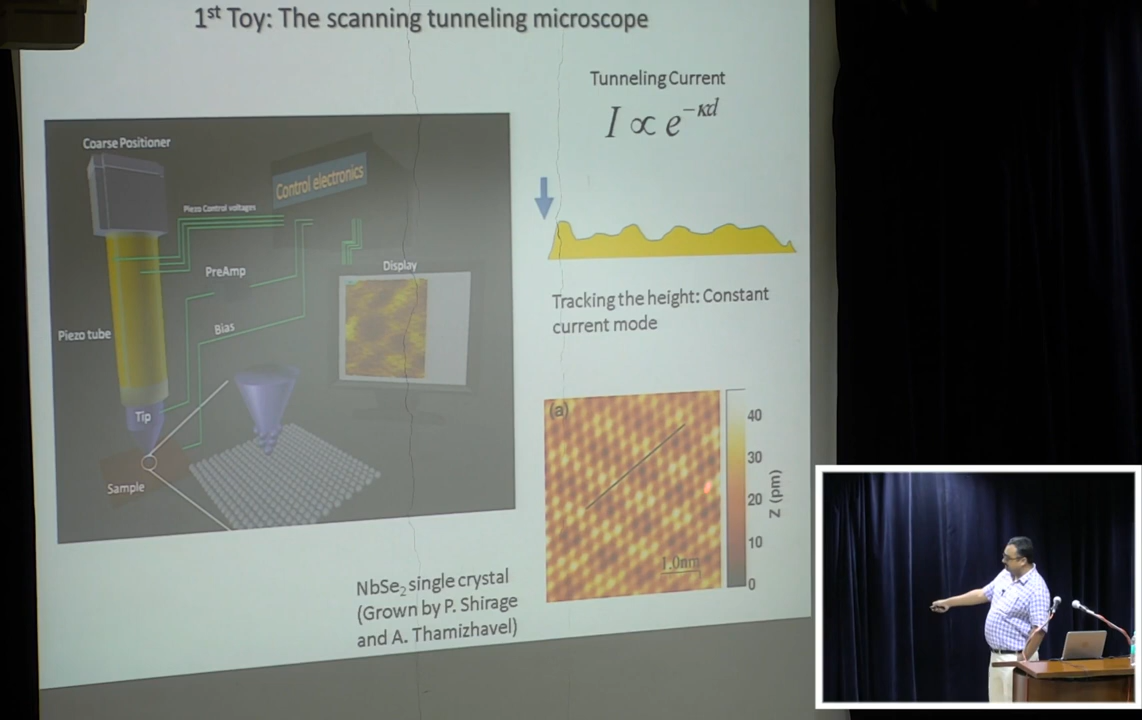 1st Toy: The scanning tunneling microscope
Tunneling Current
I ∝ e^{-κd}
Coarse Positioner
Control electronics
Piezo Control voltages
PreAmp
Display
Bias
Piezo tube
Tip
Sample
Tracking the height: Constant
current mode
(a)
40
30
20
10
0
Z (pm)
1.0nm
NbSe₂ single crystal
(Grown by P. Shirage
and A. Thamizhavel)